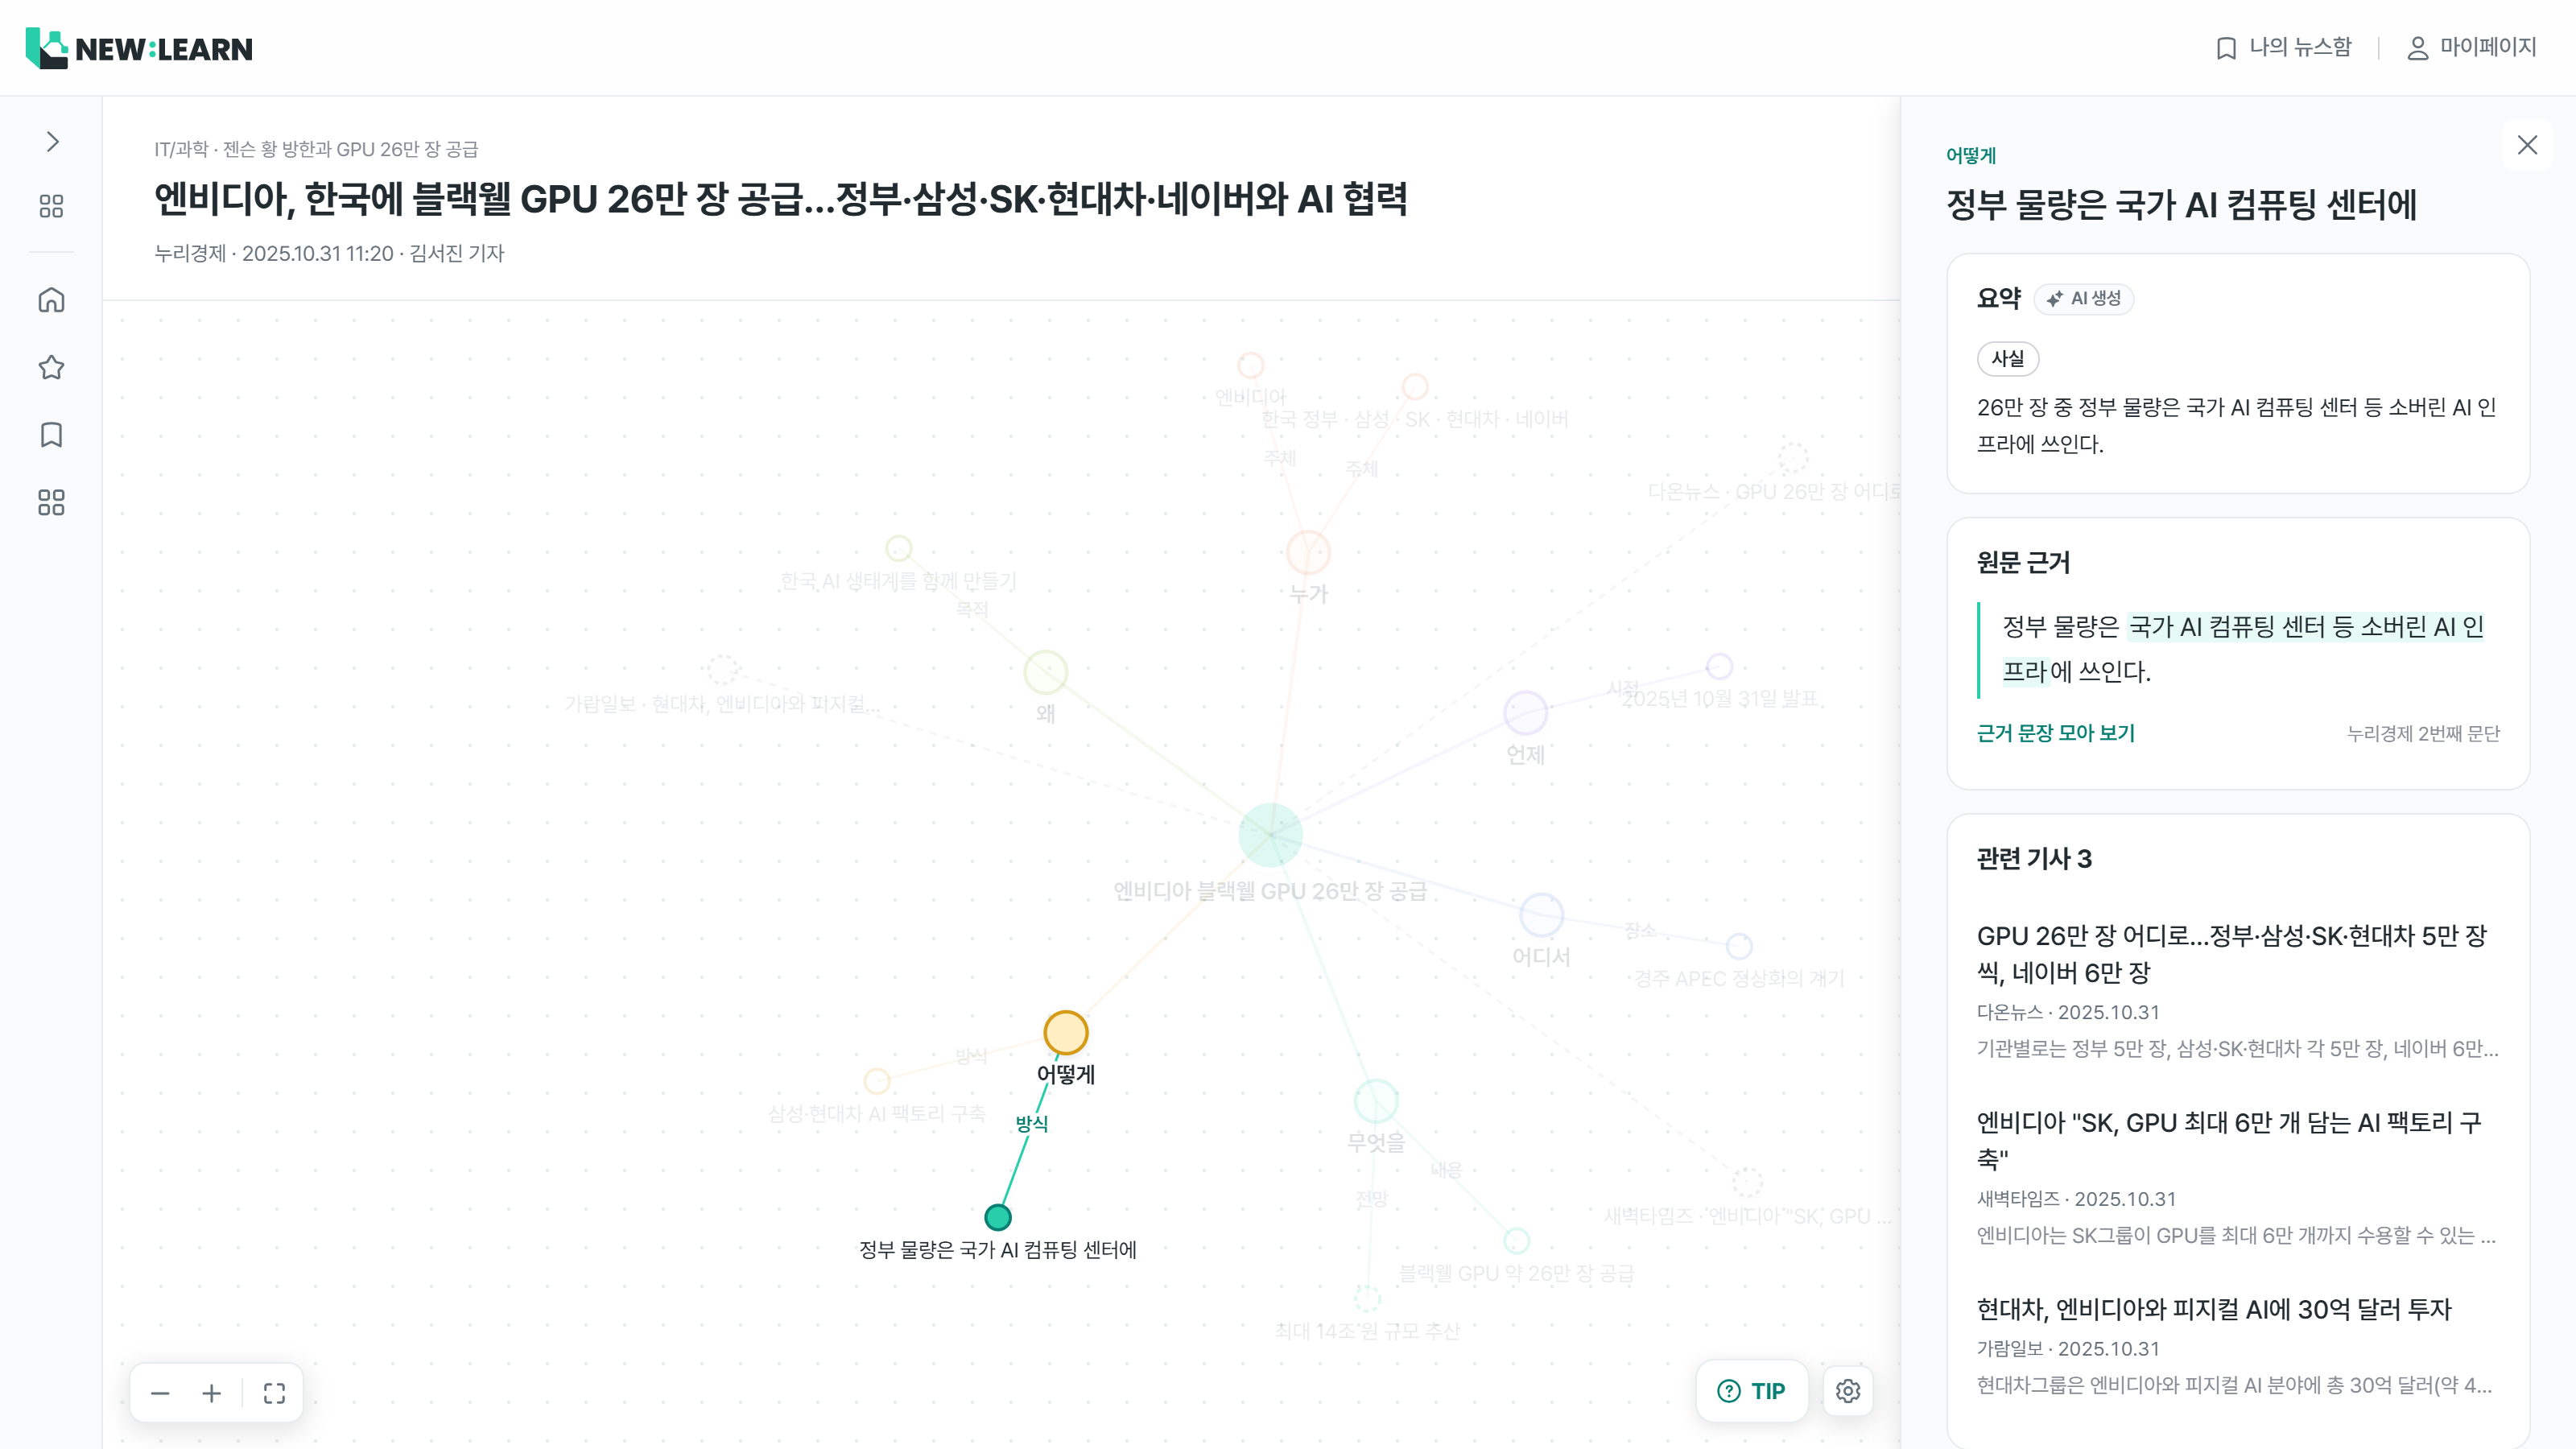 NEW:LEARN
나의 뉴스함
마이페이지
IT/과학 · 젠슨 황 방한과 GPU 26만 장 공급
엔비디아, 한국에 블랙웰 GPU 26만 장 공급…정부·삼성·SK·현대차·네이버와 AI 협력
누리경제 · 2025.10.31 11:20 · 김서진 기자
엔비디아
한국 정부 · 삼성 · SK · 현대차 · 네이버
주체
주체
다온뉴스 · GPU 26만 장 어디로
한국 AI 생태계를 함께 만들기
누가
목적
시점
2025년 10월 31일 발표
가람일보 · 현대차, 엔비디아와 피지컬…
왜
언제
엔비디아 블랙웰 GPU 26만 장 공급
장소
어디서
경주 APEC 정상회의 계기
방식
어떻게
삼성·현대차 AI 팩토리 구축
방식
무엇을
내용
전망
새벽타임즈 · 엔비디아 "SK, GPU …
정부 물량은 국가 AI 컴퓨팅 센터에
블랙웰 GPU 약 26만 장 공급
최대 14조 원 규모 추산
TIP
어떻게
정부 물량은 국가 AI 컴퓨팅 센터에
요약
AI 생성
사실
26만 장 중 정부 물량은 국가 AI 컴퓨팅 센터 등 소버린 AI 인
프라에 쓰인다.
원문 근거
정부 물량은 국가 AI 컴퓨팅 센터 등 소버린 AI 인
프라에 쓰인다.
근거 문장 모아 보기
누리경제 2번째 문단
관련 기사 3
GPU 26만 장 어디로…정부·삼성·SK·현대차 5만 장
씩, 네이버 6만 장
다온뉴스 · 2025.10.31
기관별로는 정부 5만 장, 삼성·SK·현대차 각 5만 장, 네이버 6만…
엔비디아 "SK, GPU 최대 6만 개 담는 AI 팩토리 구
축"
새벽타임즈 · 2025.10.31
엔비디아는 SK그룹이 GPU를 최대 6만 개까지 수용할 수 있는 …
현대차, 엔비디아와 피지컬 AI에 30억 달러 투자
가람일보 · 2025.10.31
현대차그룹은 엔비디아와 피지컬 AI 분야에 총 30억 달러(약 4…